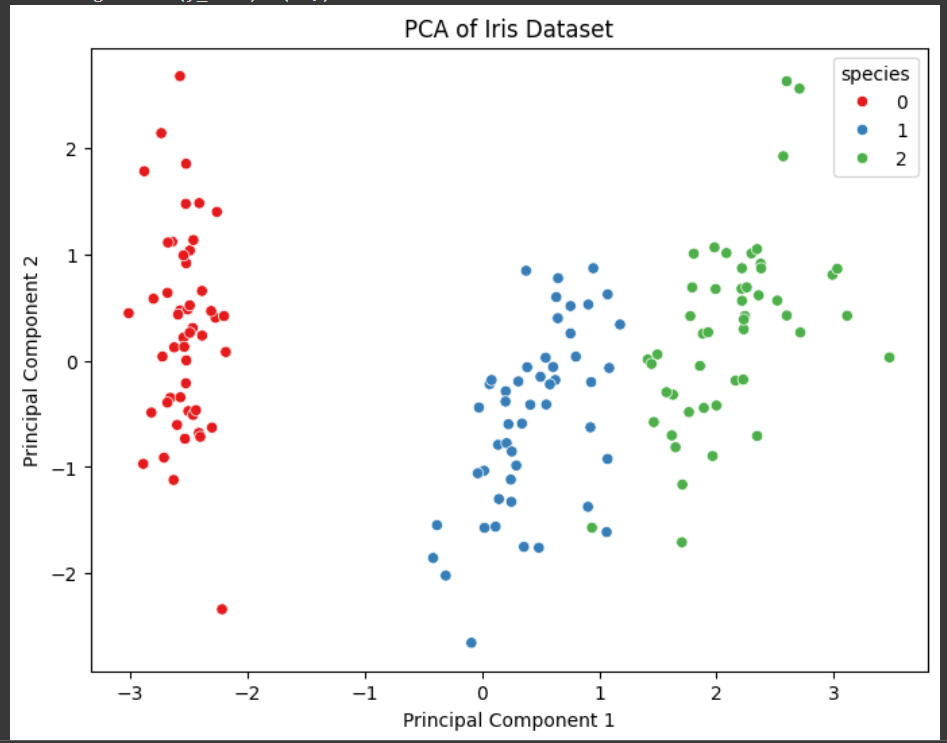 PCA of Iris Dataset
species
0
1
2
Principal Component 2
2
1
0
−1
−2
−3 −2 −1 0 1 2 3
Principal Component 1